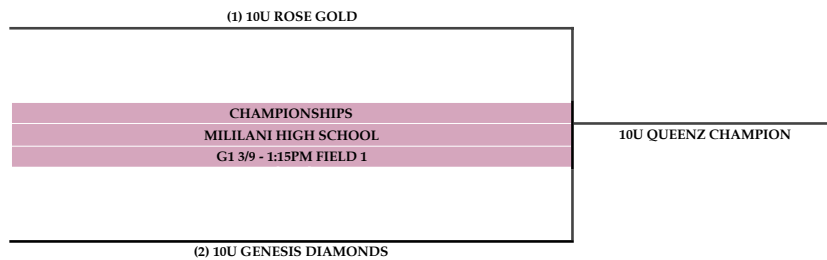 (1) 10U ROSE GOLD
CHAMPIONSHIPS
MILILANI HIGH SCHOOL
10U QUEENZ CHAMPION
G1 3/9 - 1:15PM FIELD 1
(2) 10U GENESIS DIAMONDS